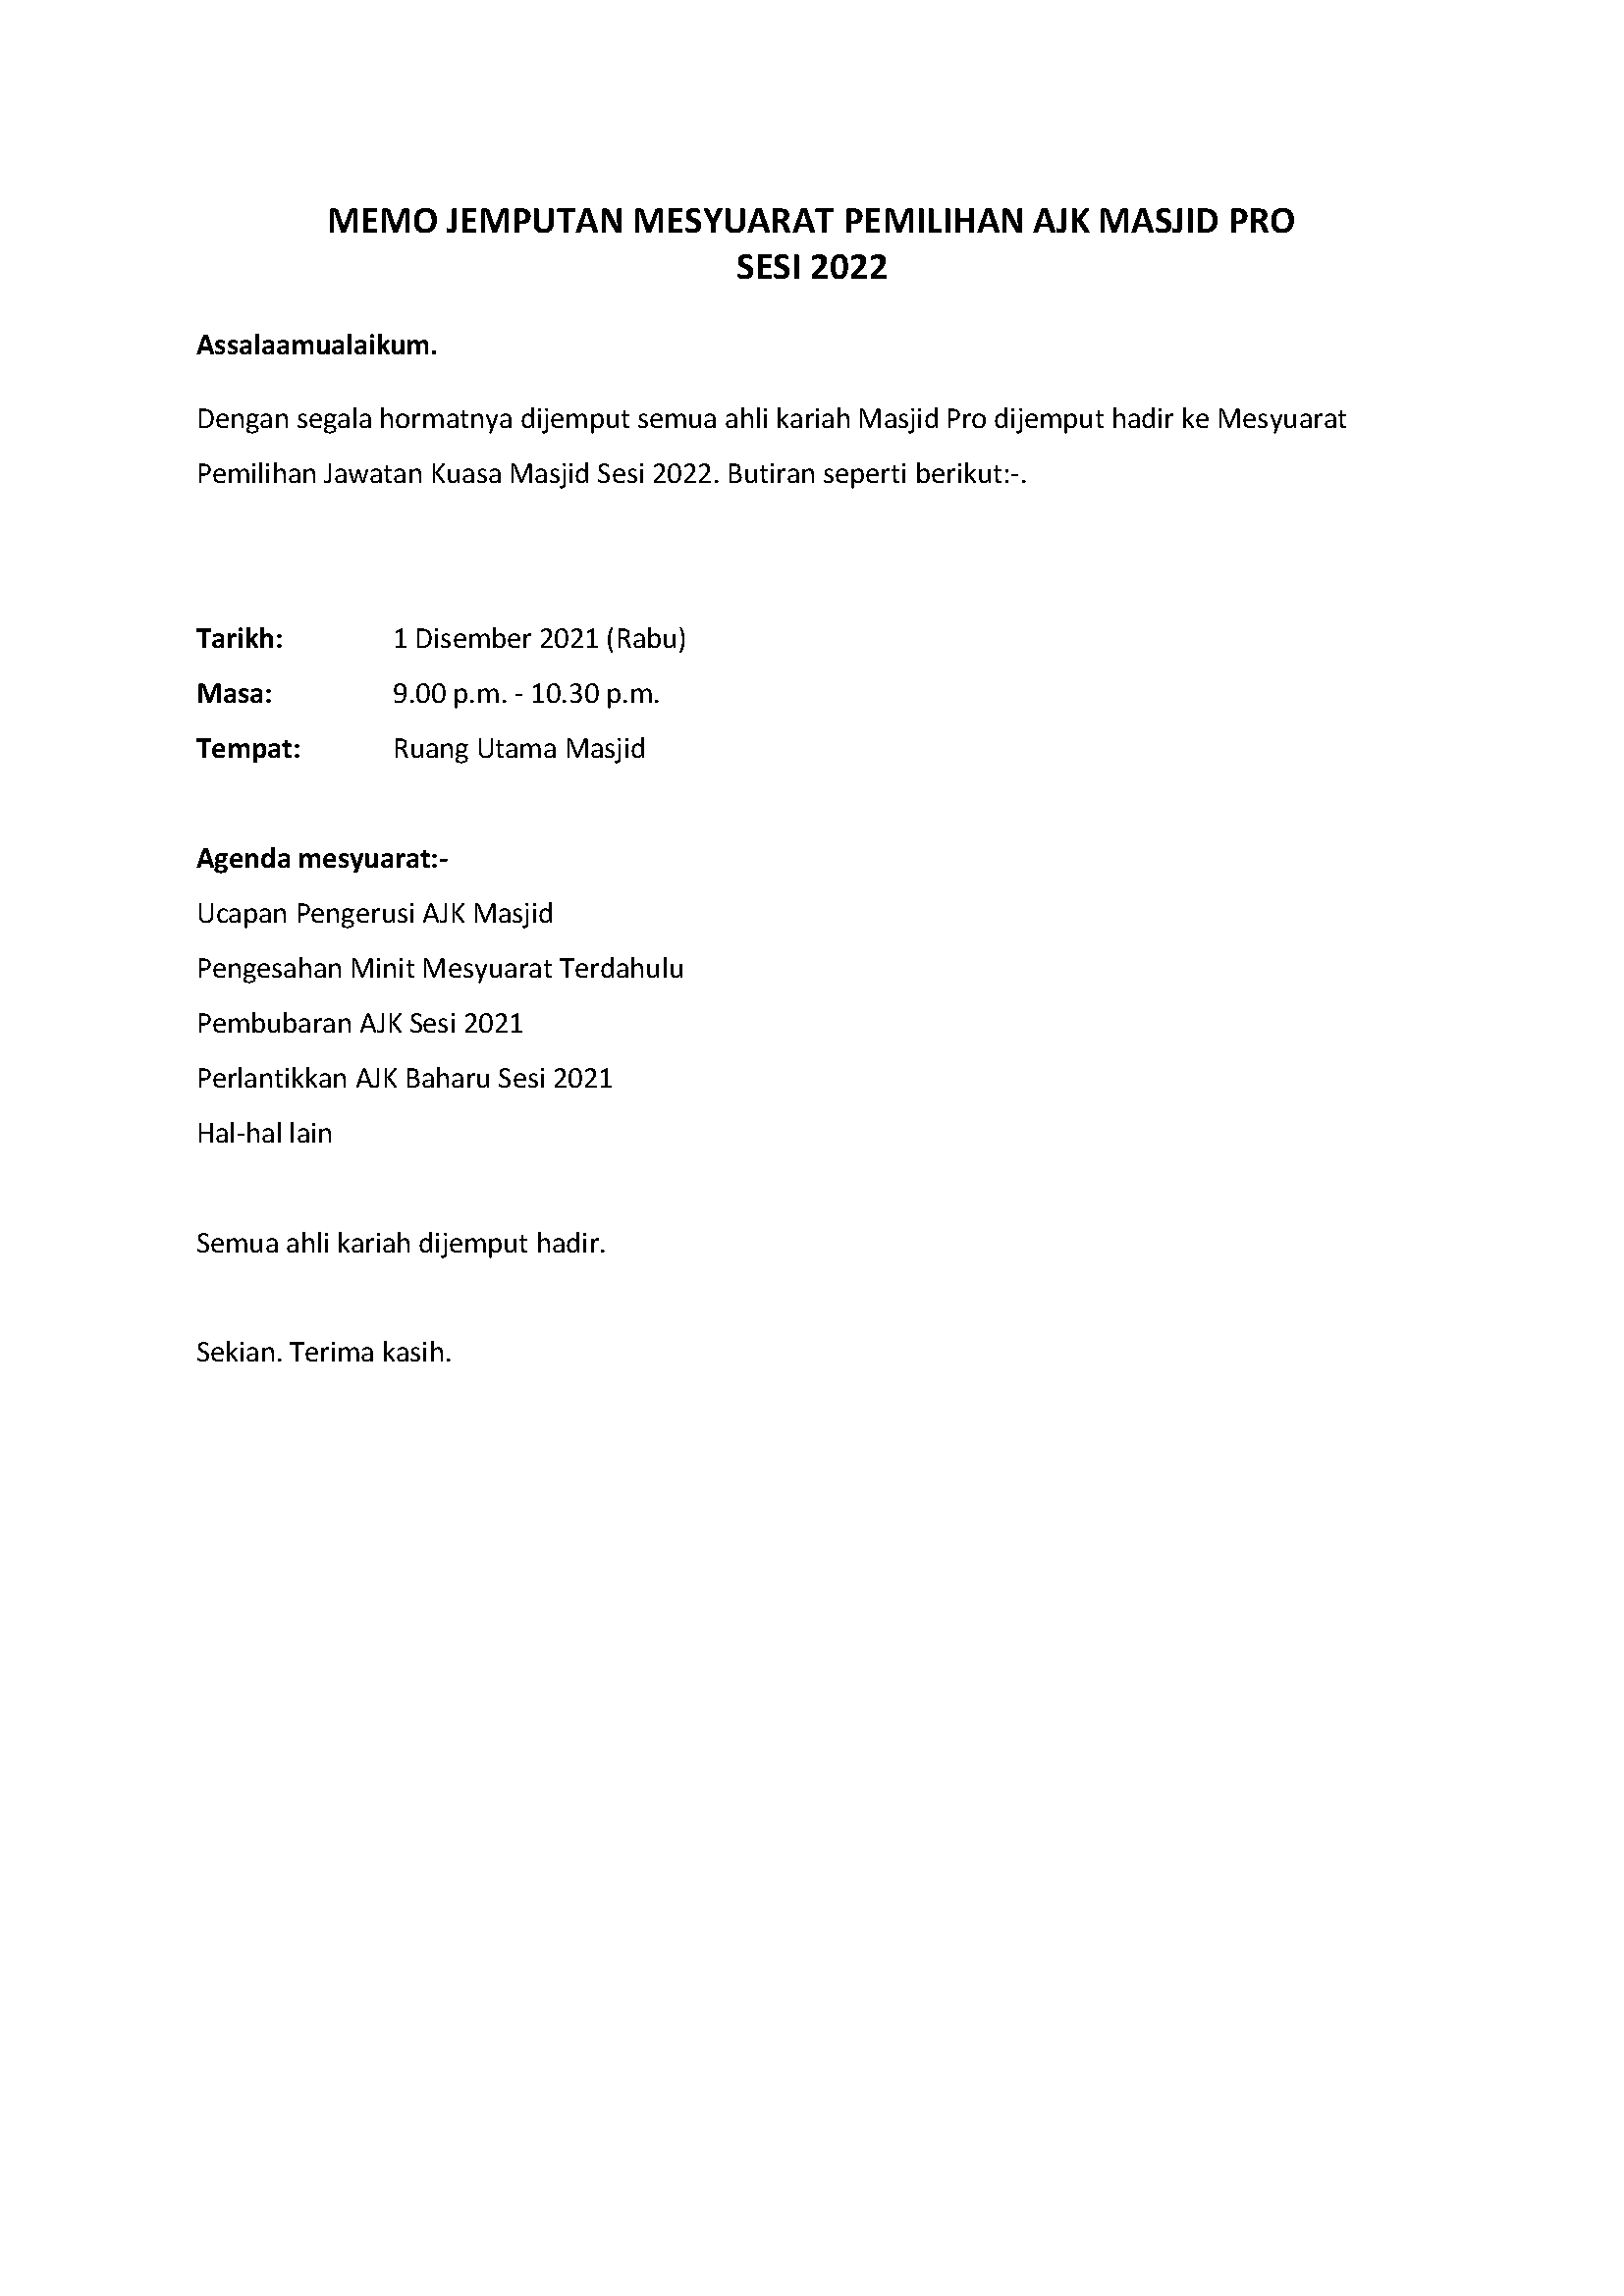 MEMO JEMPUTAN MESYUARAT PEMILIHAN AJK MASJID PRO
SESI 2022
Assalaamualaikum.
Dengan segala hormatnya dijemput semua ahli kariah Masjid Pro dijemput hadir ke Mesyuarat
Pemilihan Jawatan Kuasa Masjid Sesi 2022. Butiran seperti berikut:-.
Tarikh: 1 Disember 2021 (Rabu)
Masa: 9.00 p.m. - 10.30 p.m.
Tempat: Ruang Utama Masjid
Agenda mesyuarat:-
Ucapan Pengerusi AJK Masjid
Pengesahan Minit Mesyuarat Terdahulu
Pembubaran AJK Sesi 2021
Perlantikkan AJK Baharu Sesi 2021
Hal-hal lain
Semua ahli kariah dijemput hadir.
Sekian. Terima kasih.